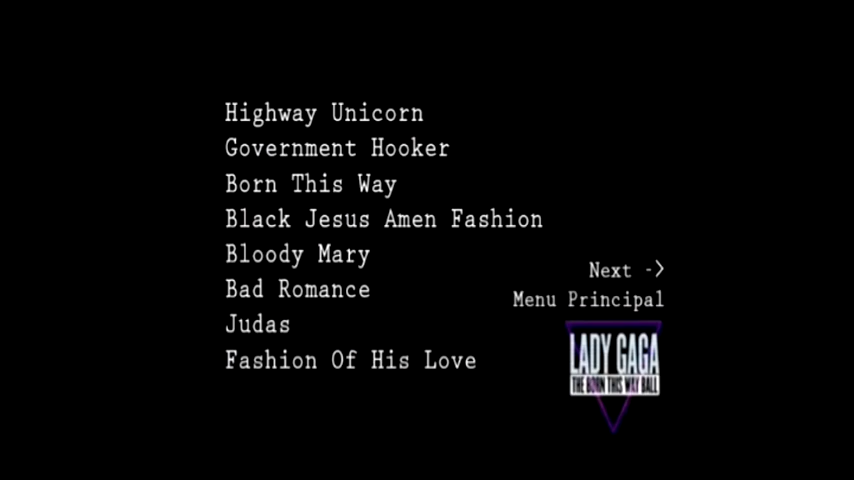 Highway Unicorn
Government Hooker
Born This Way
Black Jesus Amen Fashion
Bloody Mary
Bad Romance
Judas
Fashion Of His Love
Next ->
Menu Principal
LADY GAGA
THE BORN THIS WAY BALL